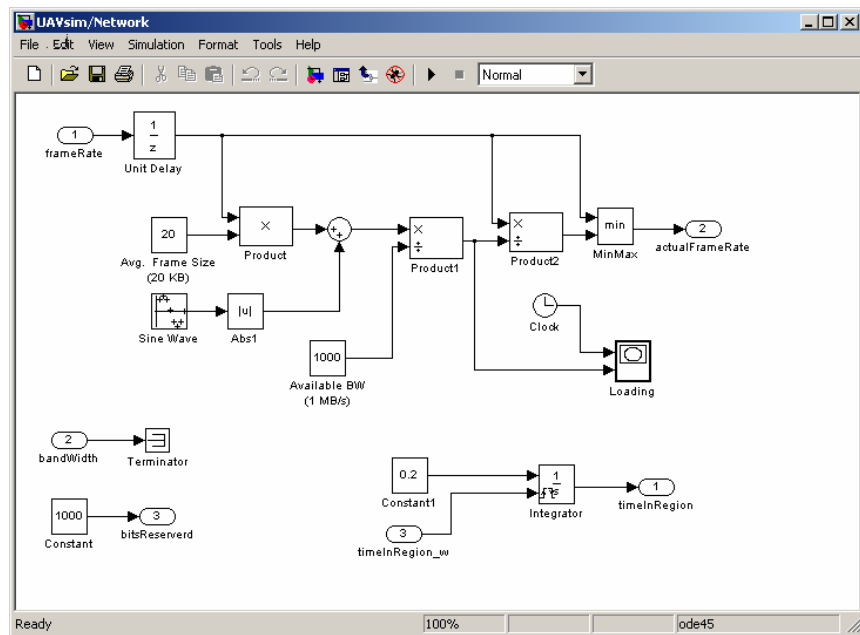 UAVsim/Network
File Edit View Simulation Format Tools Help
Normal
1
frameRate
1
z
Unit Delay
20
Avg. Frame Size
(20 KB)
×
Product
+
+
×
÷
Product1
×
÷
Product2
min
MinMax
2
actualFrameRate
Sine Wave
|u|
Abs1
1000
Available BW
(1 MB/s)
Clock
Loading
2
bandWidth
Terminator
1000
Constant
3
bitsReserverd
0.2
Constant1
3
timeInRegion_w
1
s
Integrator
1
timeInRegion
Ready 100% ode45